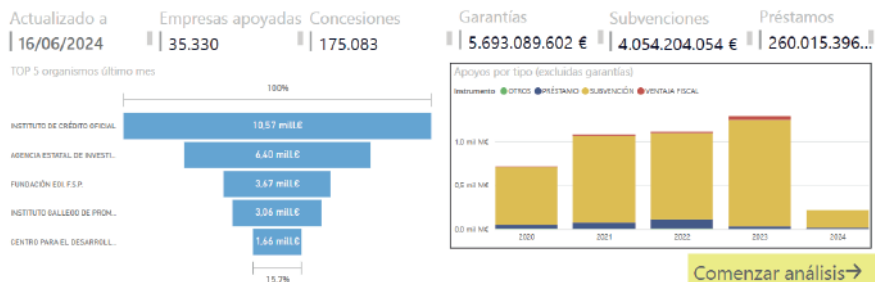 Actualizado a
16/06/2024
Empresas apoyadas
35.330
Concesiones
175.083
Garantías
5.693.089.602 €
Subvenciones
4.054.204.054 €
Préstamos
260.015.396...
TOP 5 organismos último mes
100%
INSTITUTO DE CRÉDITO OFICIAL
10,57 mill.€
AGENCIA ESTATAL DE INVESTI...
6,40 mill.€
FUNDACIÓN EOI, F.S.P.
3,67 mill.€
INSTITUTO GALLEGO DE PROM...
3,06 mill.€
CENTRO PARA EL DESARROLL...
1,66 mill.€
15,7%
Apoyos por tipo (excluidas garantías)
Instrumento OTROS PRÉSTAMO SUBVENCIÓN VENTAJA FISCAL
1,0 mil M€
0,5 mil M€
0,0 mil M€
2020 2021 2022 2023 2024
Comenzar análisis→